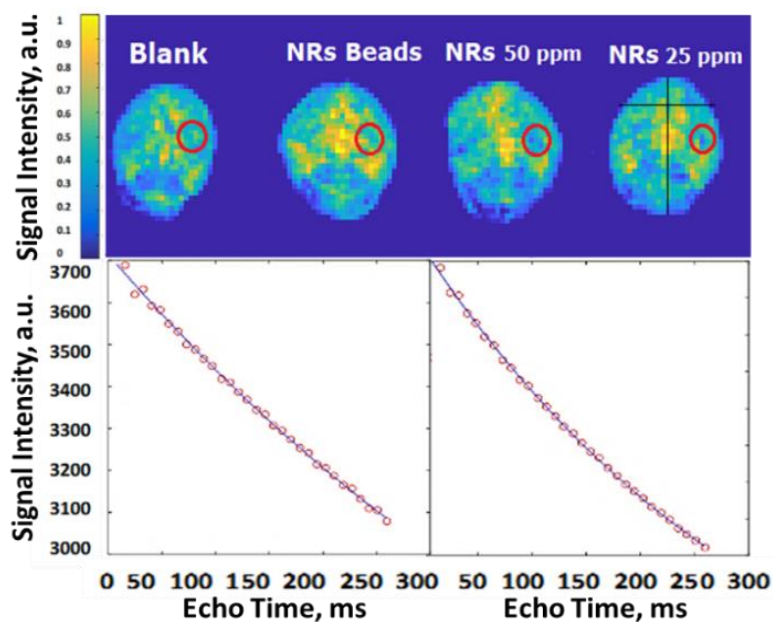 Signal Intensity, a.u.
1
0.9
0.8
0.7
0.6
0.5
0.4
0.3
0.2
0.1
0
Blank
NRs Beads
NRs 50 ppm
NRs 25 ppm
Signal Intensity, a.u.
3700
3600
3500
3400
3300
3200
3100
3000
0 50 100 150 200 250 300
50 100 150 200 250 300
Echo Time, ms
Echo Time, ms